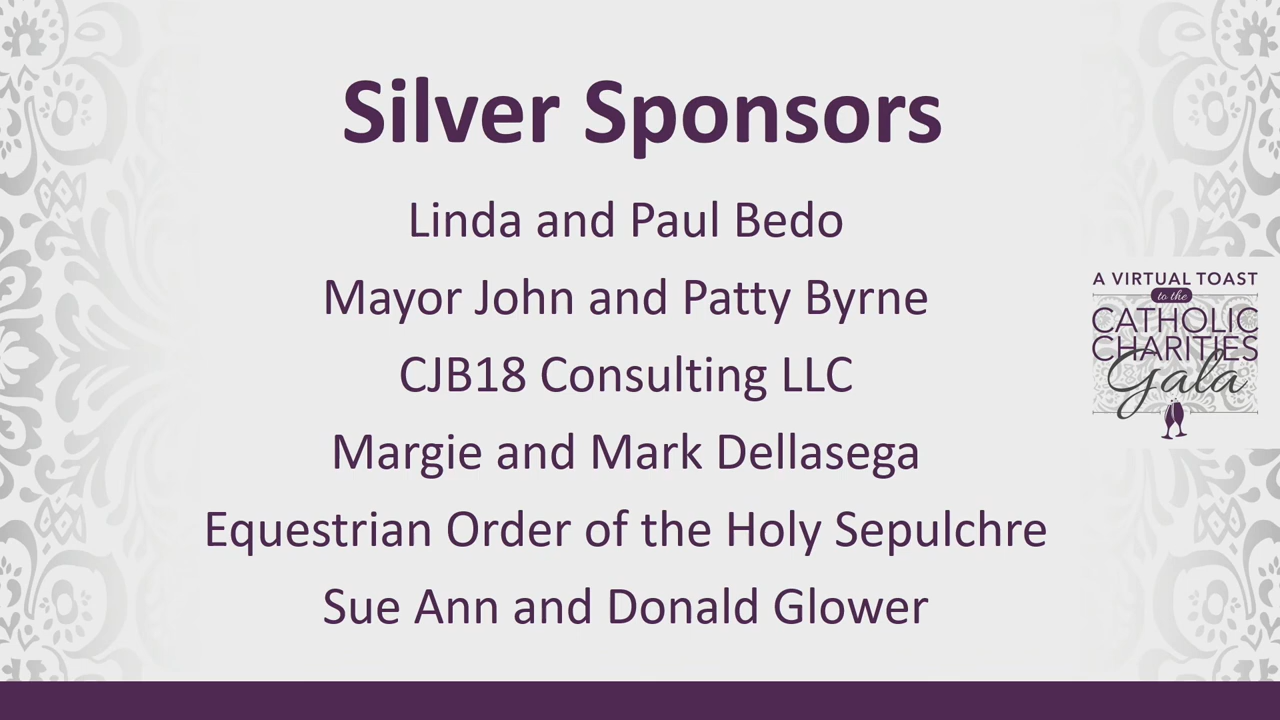 Silver Sponsors
Linda and Paul Bedo
Mayor John and Patty Byrne
CJB18 Consulting LLC
Margie and Mark Dellasega
Equestrian Order of the Holy Sepulchre
Sue Ann and Donald Glower
A VIRTUAL TOAST
to the
CATHOLIC
CHARITIES
Gala